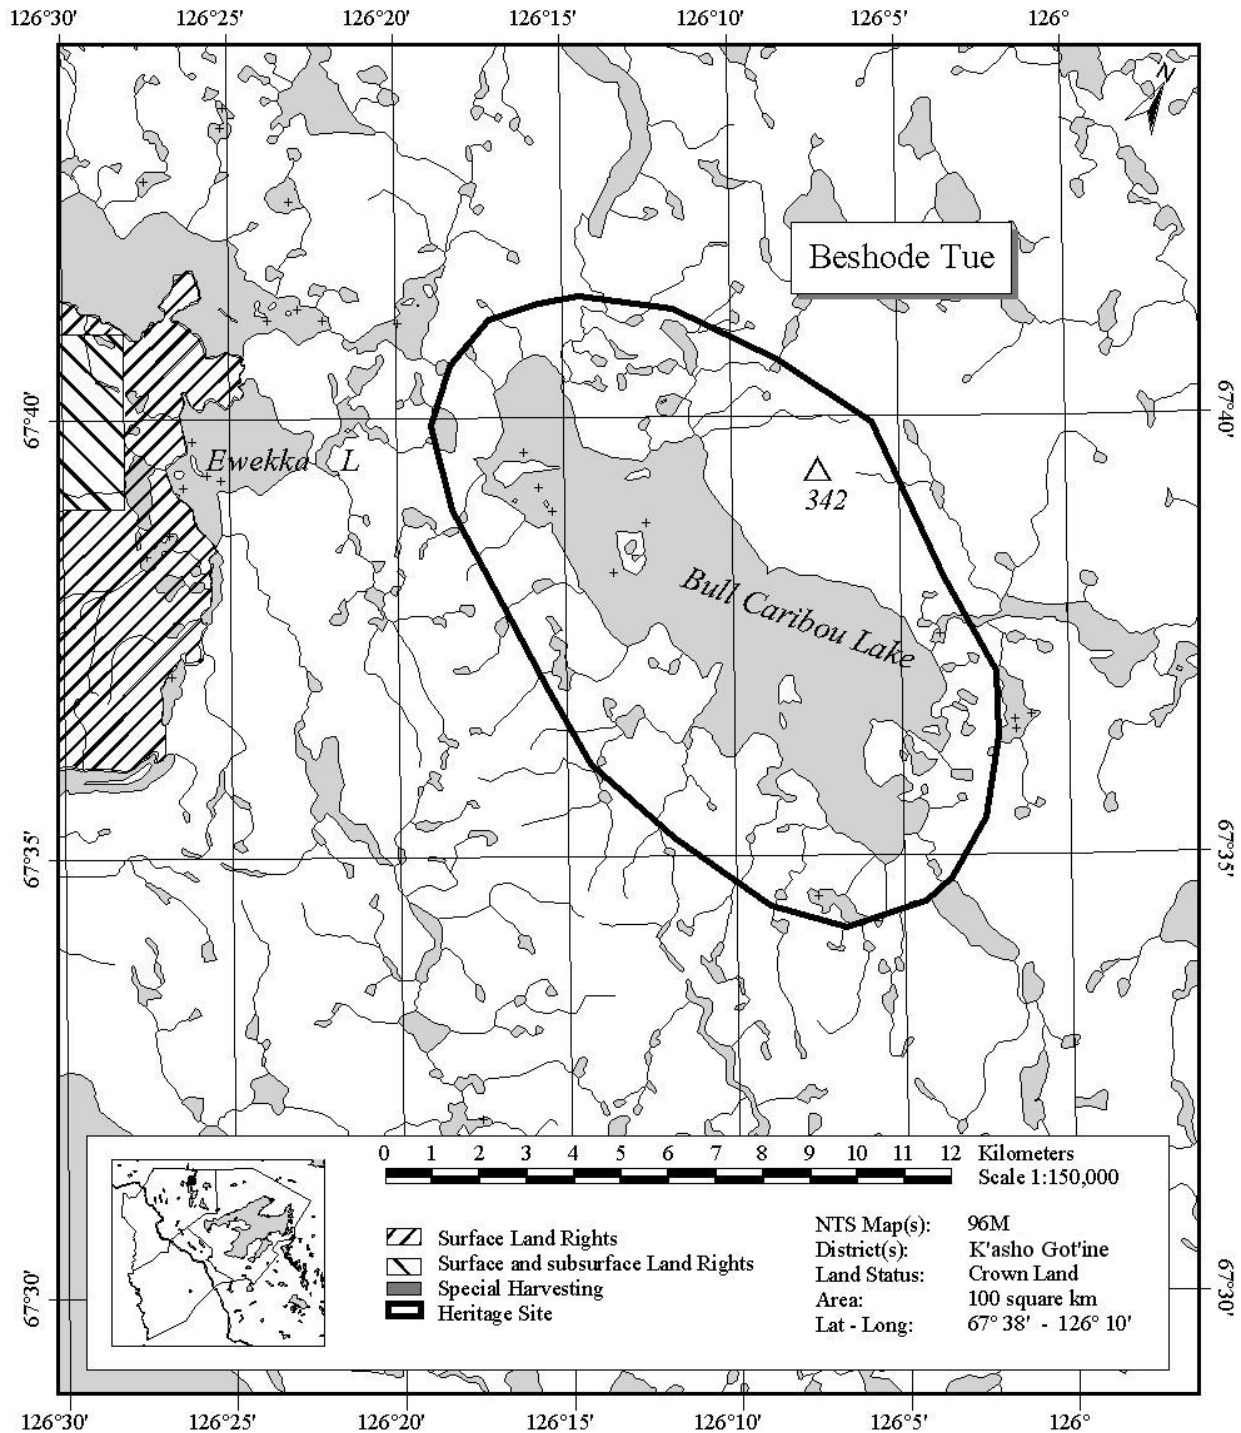 126°30' 126°25' 126°20' 126°15' 126°10' 126°5' 126°
N
Beshode Tue
67°40' 67°40'
Ewekka L
342
Bull Caribou Lake
67°35' 67°35'
0 1 2 3 4 5 6 7 8 9 10 11 12 Kilometers
Scale 1:150,000
Surface Land Rights
Surface and subsurface Land Rights
Special Harvesting
Heritage Site
NTS Map(s): 96M
District(s): K'asho Got'ine
Land Status: Crown Land
Area: 100 square km
Lat - Long: 67° 38' - 126° 10'
67°30' 67°30'
126°30' 126°25' 126°20' 126°15' 126°10' 126°5' 126°